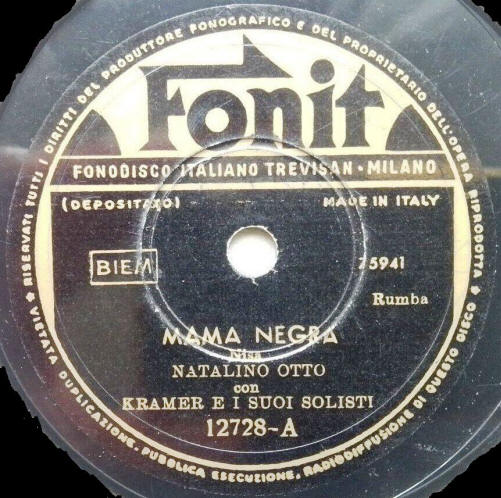 RISERVATI TUTTI I DIRITTI DEL PRODUTTORE FONOGRAFICO E DEL PROPRIETARIO DELL'OPERA RIPRODOTTA
Fonit
FONODISCO ITALIANO TREVISAN • MILANO
(DEPOSITATO) MADE IN ITALY
BIEM 75941
Rumba
MAMA NEGRA
Nisa
NATALINO OTTO
con
KRAMER E I SUOI SOLISTI
12728-A
VIETATA DUPLICAZIONE, PUBBLICA ESECUZIONE, RADIODIFFUSIONE DI QUESTO DISCO